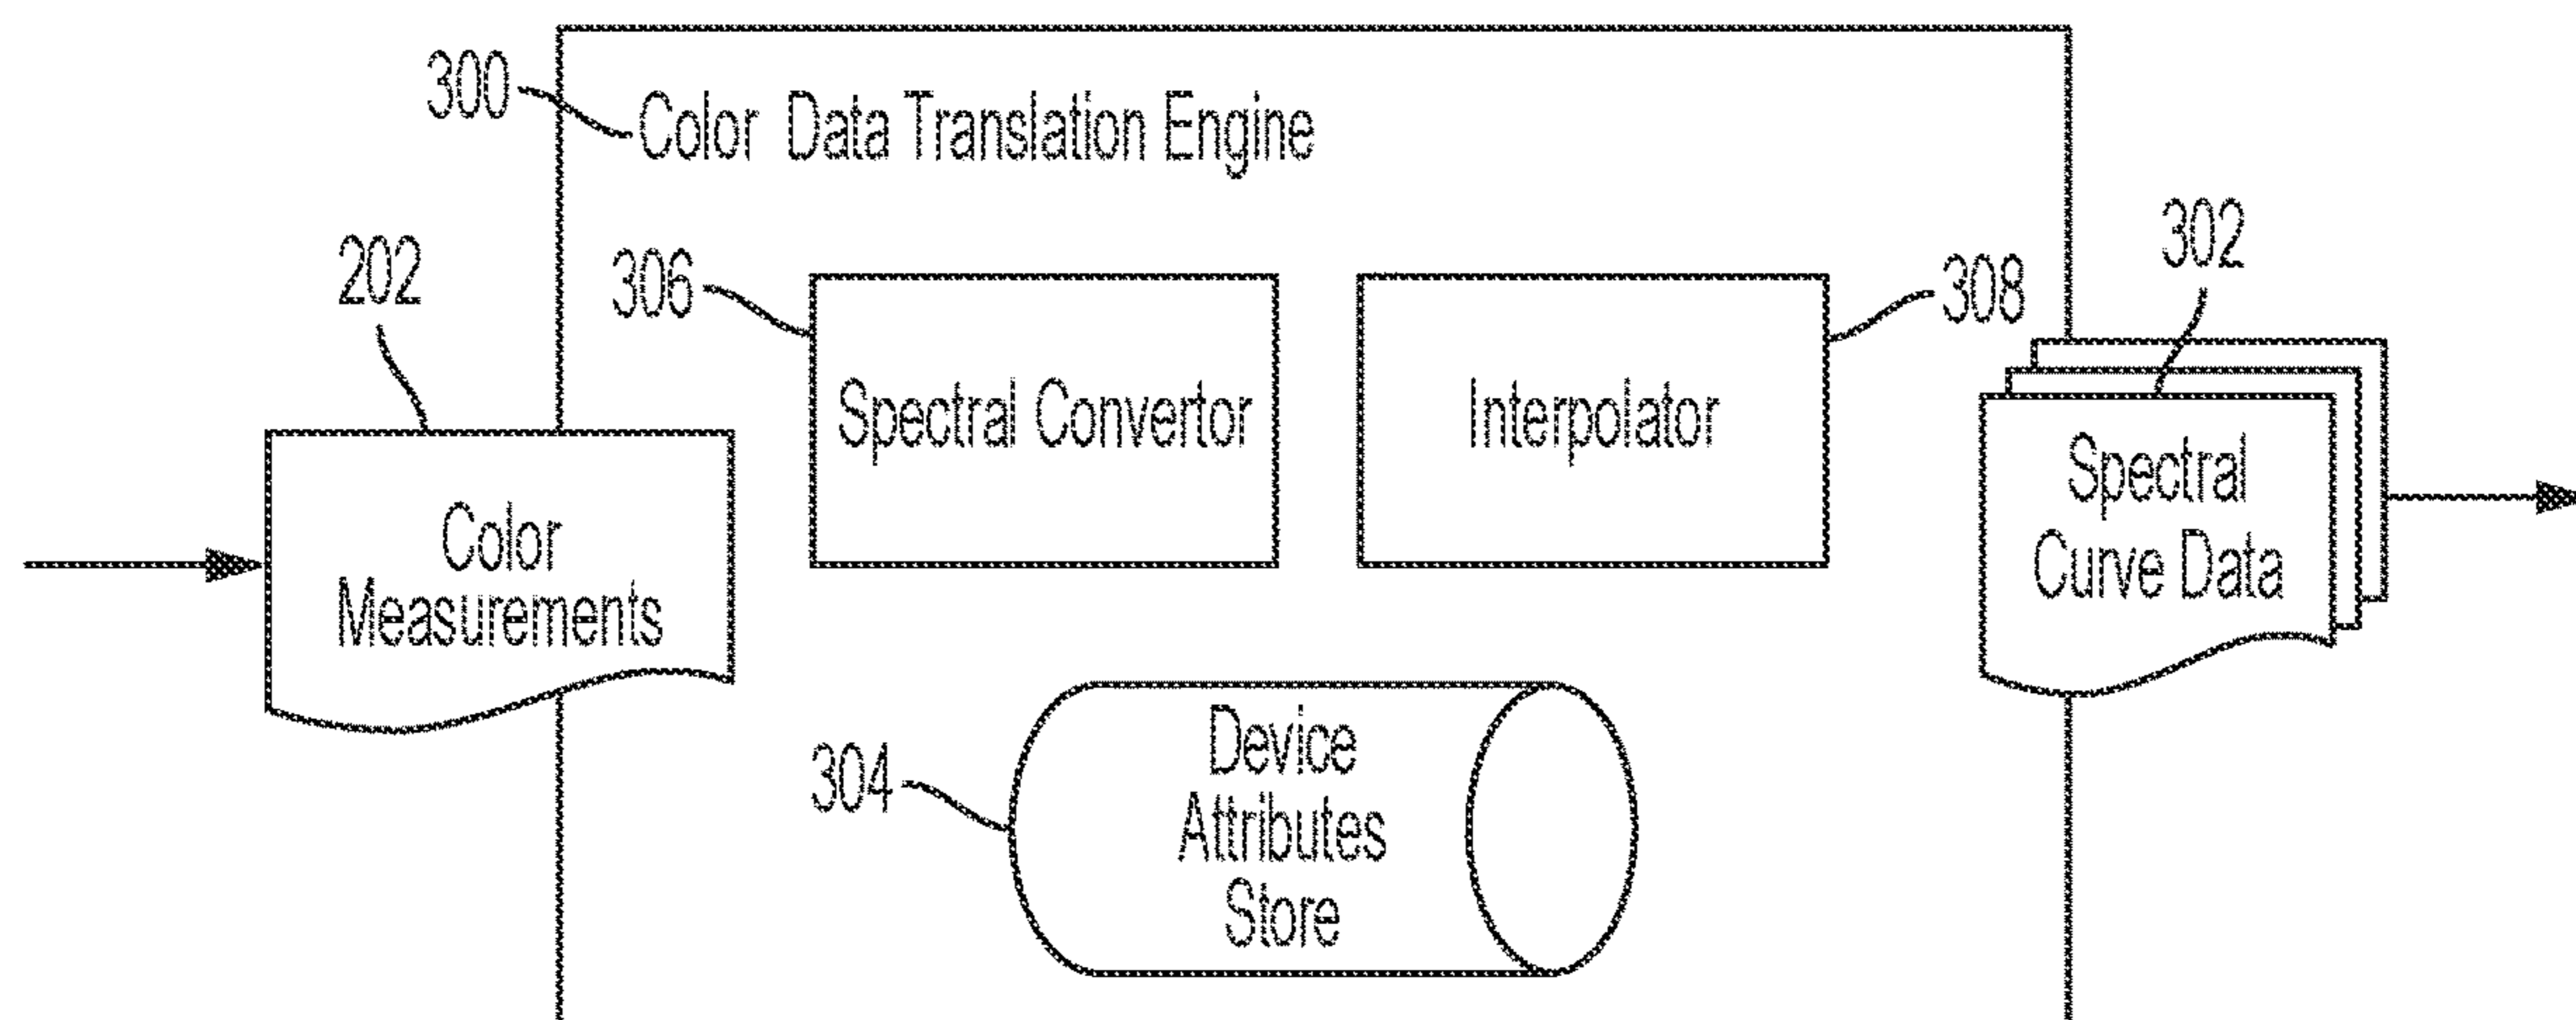 300
Color Data Translation Engine
202
306
308
302
Spectral Convertor
Interpolator
Color
Measurements
Spectral
Curve Data
304
Device
Attributes
Store